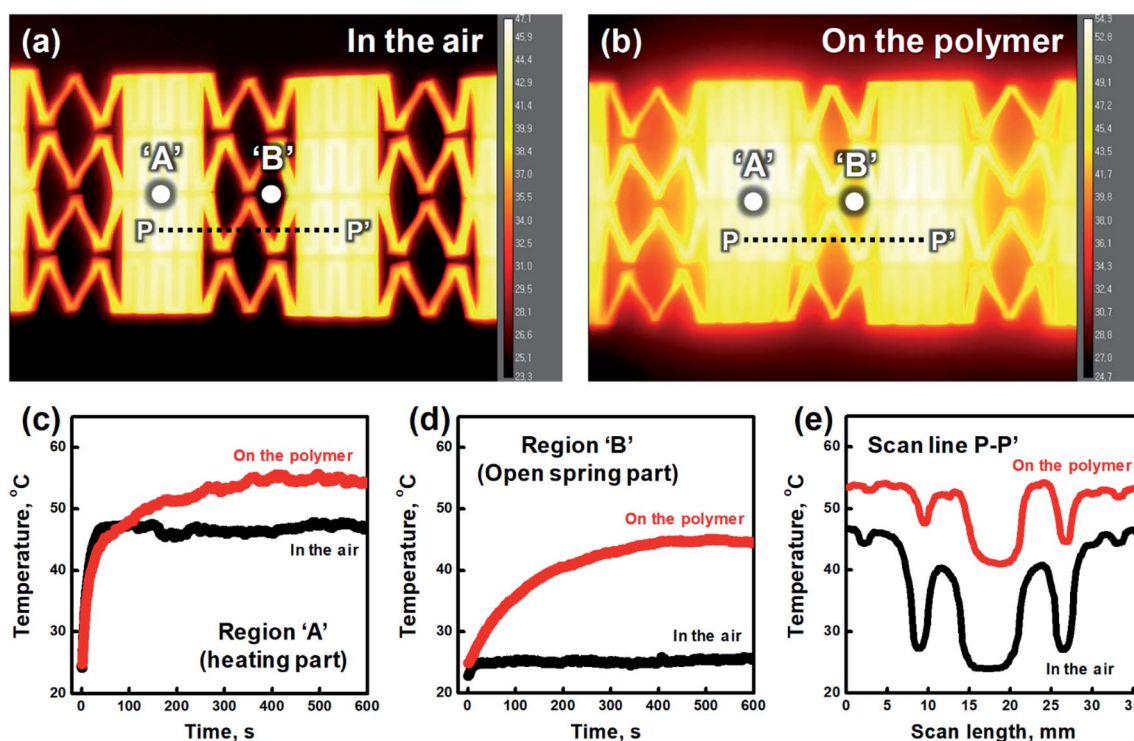 (a) In the air
47,1
45,9
44,4
42,9
41,4
39,9
38,4
37,0
35,5
34,0
32,5
31,0
29,5
28,1
26,6
25,1
23,3
'A' 'B'
P P'
(b) On the polymer
54,3
52,8
50,9
49,1
47,2
45,4
43,6
41,7
39,9
38,0
36,2
34,4
32,5
30,7
28,8
27,0
24,7
'A' 'B'
P P'
(c)
Temperature, °C
60
50
40
30
20
On the polymer
In the air
Region 'A'
(heating part)
0 100 200 300 400 500 600
Time, s
(d)
Temperature, °C
60
50
40
30
20
Region 'B'
(Open spring part)
On the polymer
In the air
0 100 200 300 400 500 600
Time, s
(e)
Temperature, °C
60
50
40
30
20
Scan line P-P'
On the polymer
In the air
0 5 10 15 20 25 30 35
Scan length, mm